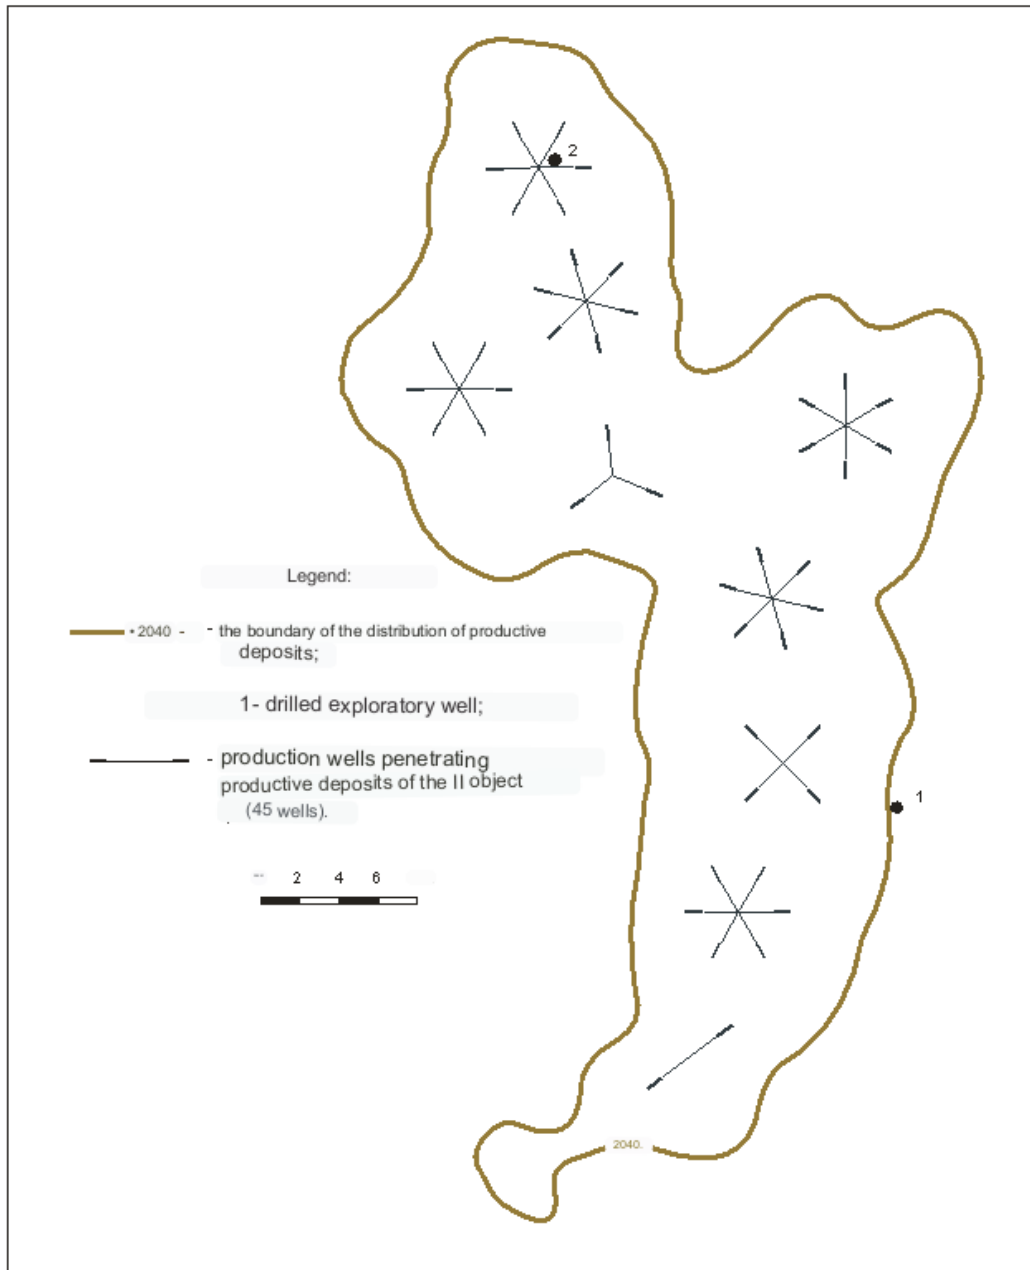 2
Legend:
• 2040 - - the boundary of the distribution of productive
deposits;
1- drilled exploratory well;
- production wells penetrating
productive deposits of the II object
(45 wells).
1
2 4 6
2040.